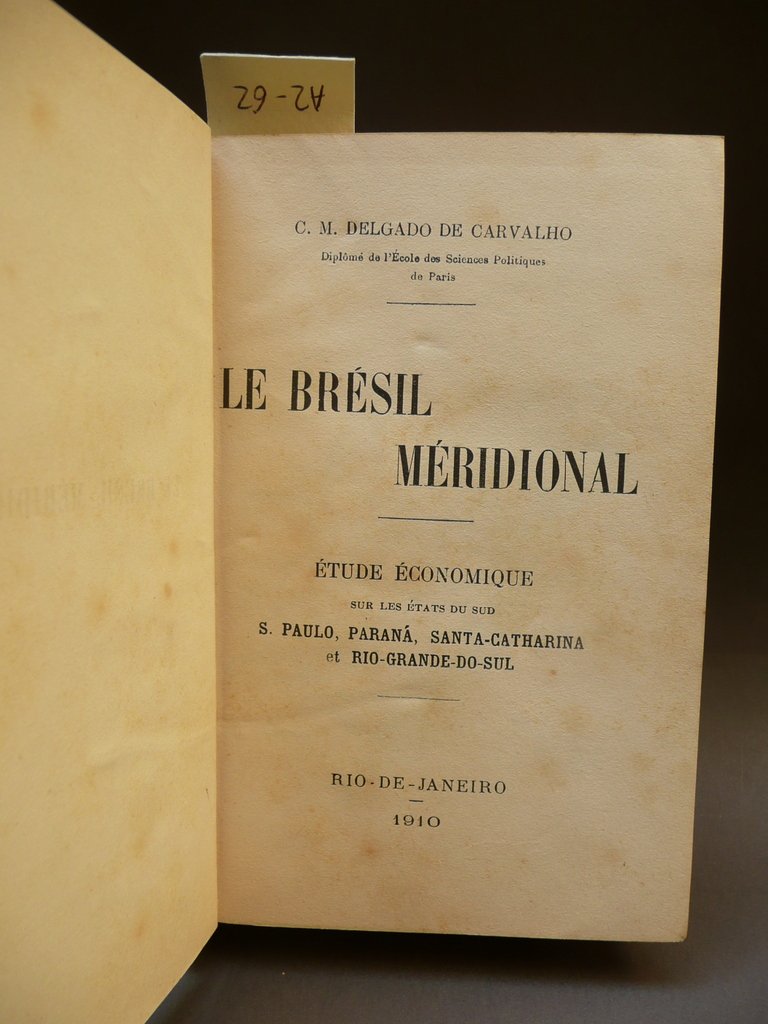 A2-62
C. M. DELGADO DE CARVALHO
Diplômé de l'École des Sciences Politiques
de Paris
LE BRÉSIL
MÉRIDIONAL
ÉTUDE ÉCONOMIQUE
SUR LES ÉTATS DU SUD
S. PAULO, PARANÁ, SANTA-CATHARINA
et RIO-GRANDE-DO-SUL
RIO-DE-JANEIRO
1910